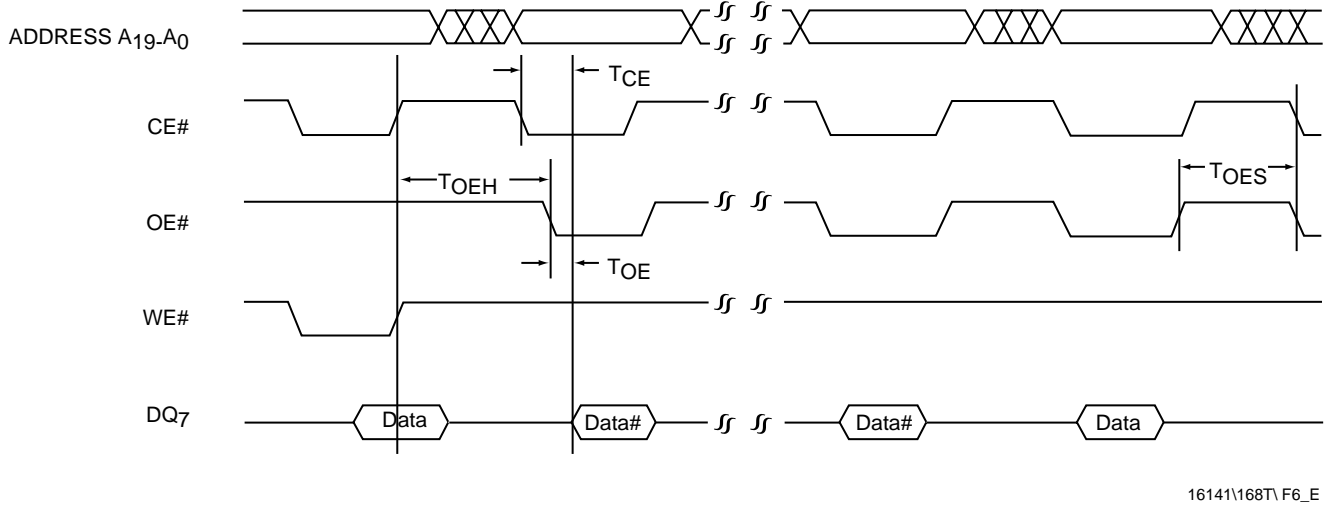 ADDRESS A19-A0
TCE
CE#
TOEH
TOES
OE#
TOE
WE#
DQ7
Data
Data#
Data#
Data
16141\168T\ F6_E